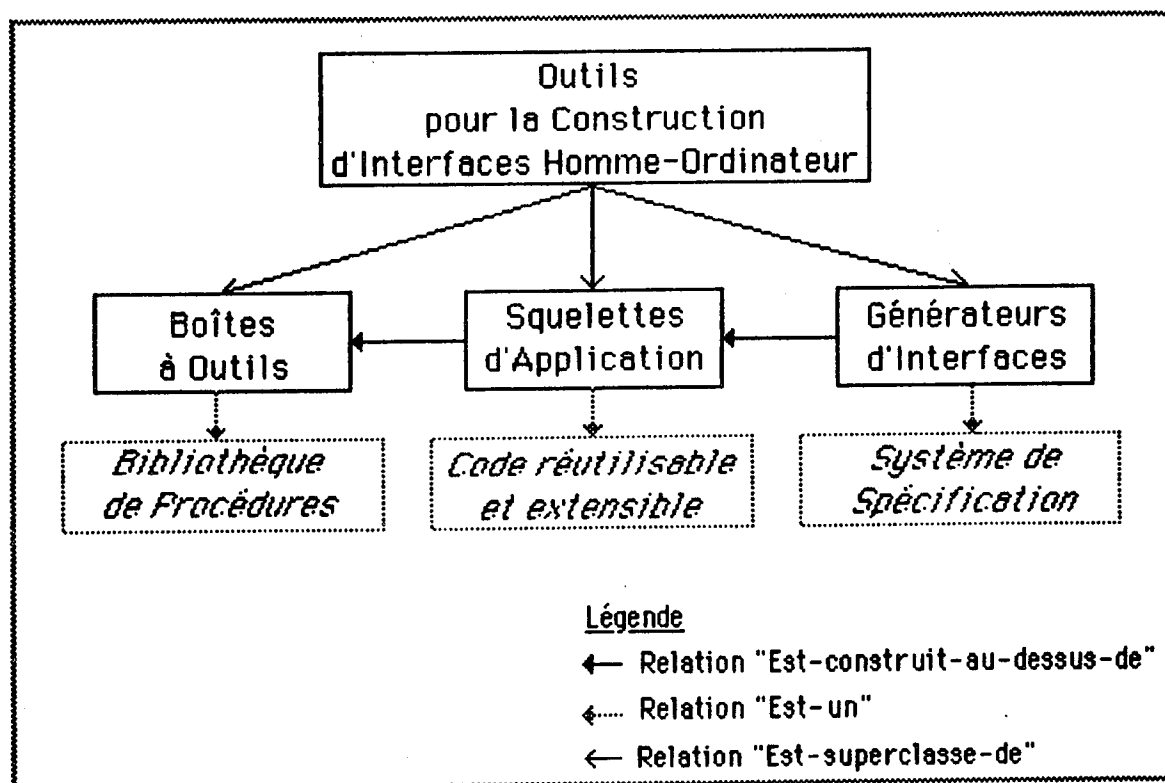 Outils
pour la Construction
d'Interfaces Homme-Ordinateur
Boîtes
à Outils
Squelettes
d'Application
Générateurs
d'Interfaces
Bibliothèque
de Procédures
Code réutilisable
et extensible
Système de
Spécification
Légende
Relation "Est-construit-au-dessus-de"
Relation "Est-un"
Relation "Est-superclasse-de"